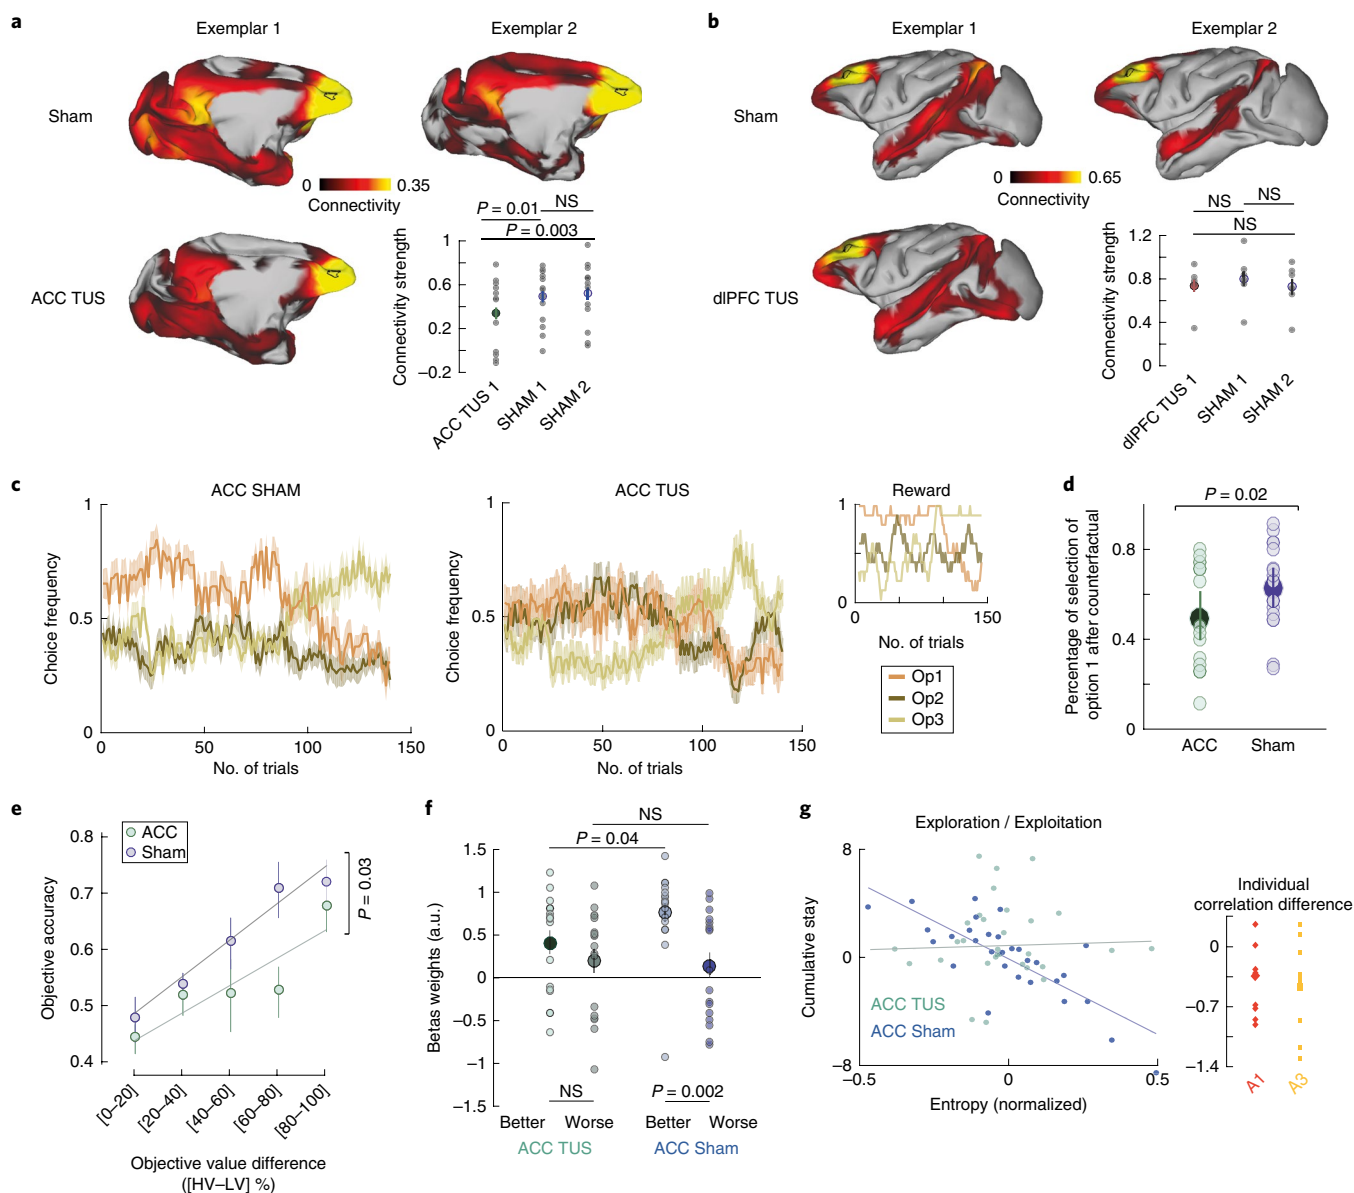 a
Exemplar 1
Exemplar 2
Sham
0
0.35
Connectivity
ACC TUS
P = 0.01
NS
P = 0.003
Connectivity strength
1
0.6
0.2
–0.2
ACC TUS 1
SHAM 1
SHAM 2
b
Exemplar 1
Exemplar 2
Sham
0
0.65
Connectivity
dlPFC TUS
NS
NS
NS
Connectivity strength
1.2
0.8
0.4
0
dlPFC TUS 1
SHAM 1
SHAM 2
c
ACC SHAM
Choice frequency
1
0.5
0
0
50
100
150
No. of trials
ACC TUS
Choice frequency
1
0.5
0
0
50
100
150
No. of trials
Reward
1
0.5
0
0
150
No. of trials
Op1
Op2
Op3
d
P = 0.02
Percentage of selection of
option 1 after counterfactual
0.8
0.4
0
ACC
Sham
e
ACC
Sham
P = 0.03
Objective accuracy
0.8
0.7
0.6
0.5
0.4
[0–20]
[20–40]
[40–60]
[60–80]
[80–100]
Objective value difference
([HV–LV] %)
f
NS
P = 0.04
Betas weights (a.u.)
1.5
1
0.5
0
–0.5
–1
–1.5
NS
P = 0.002
Better
Worse
Better
Worse
ACC TUS
ACC Sham
g
Exploration / Exploitation
Cumulative stay
8
0
–8
ACC TUS
ACC Sham
–0.5
0
0.5
Entropy (normalized)
Individual
correlation difference
0
–0.7
–1.4
A1
A3